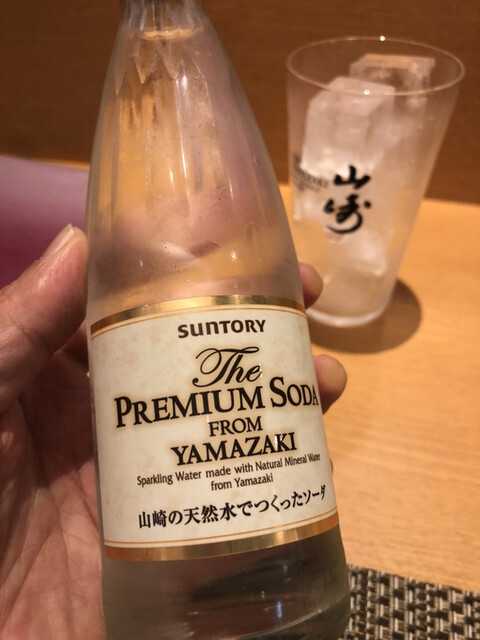 SUNTORY
The
PREMIUM SODA
FROM
YAMAZAKI
Sparkling Water made with Natural Mineral Water
from Yamazaki
山崎の天然水でつくったソーダ
山崎